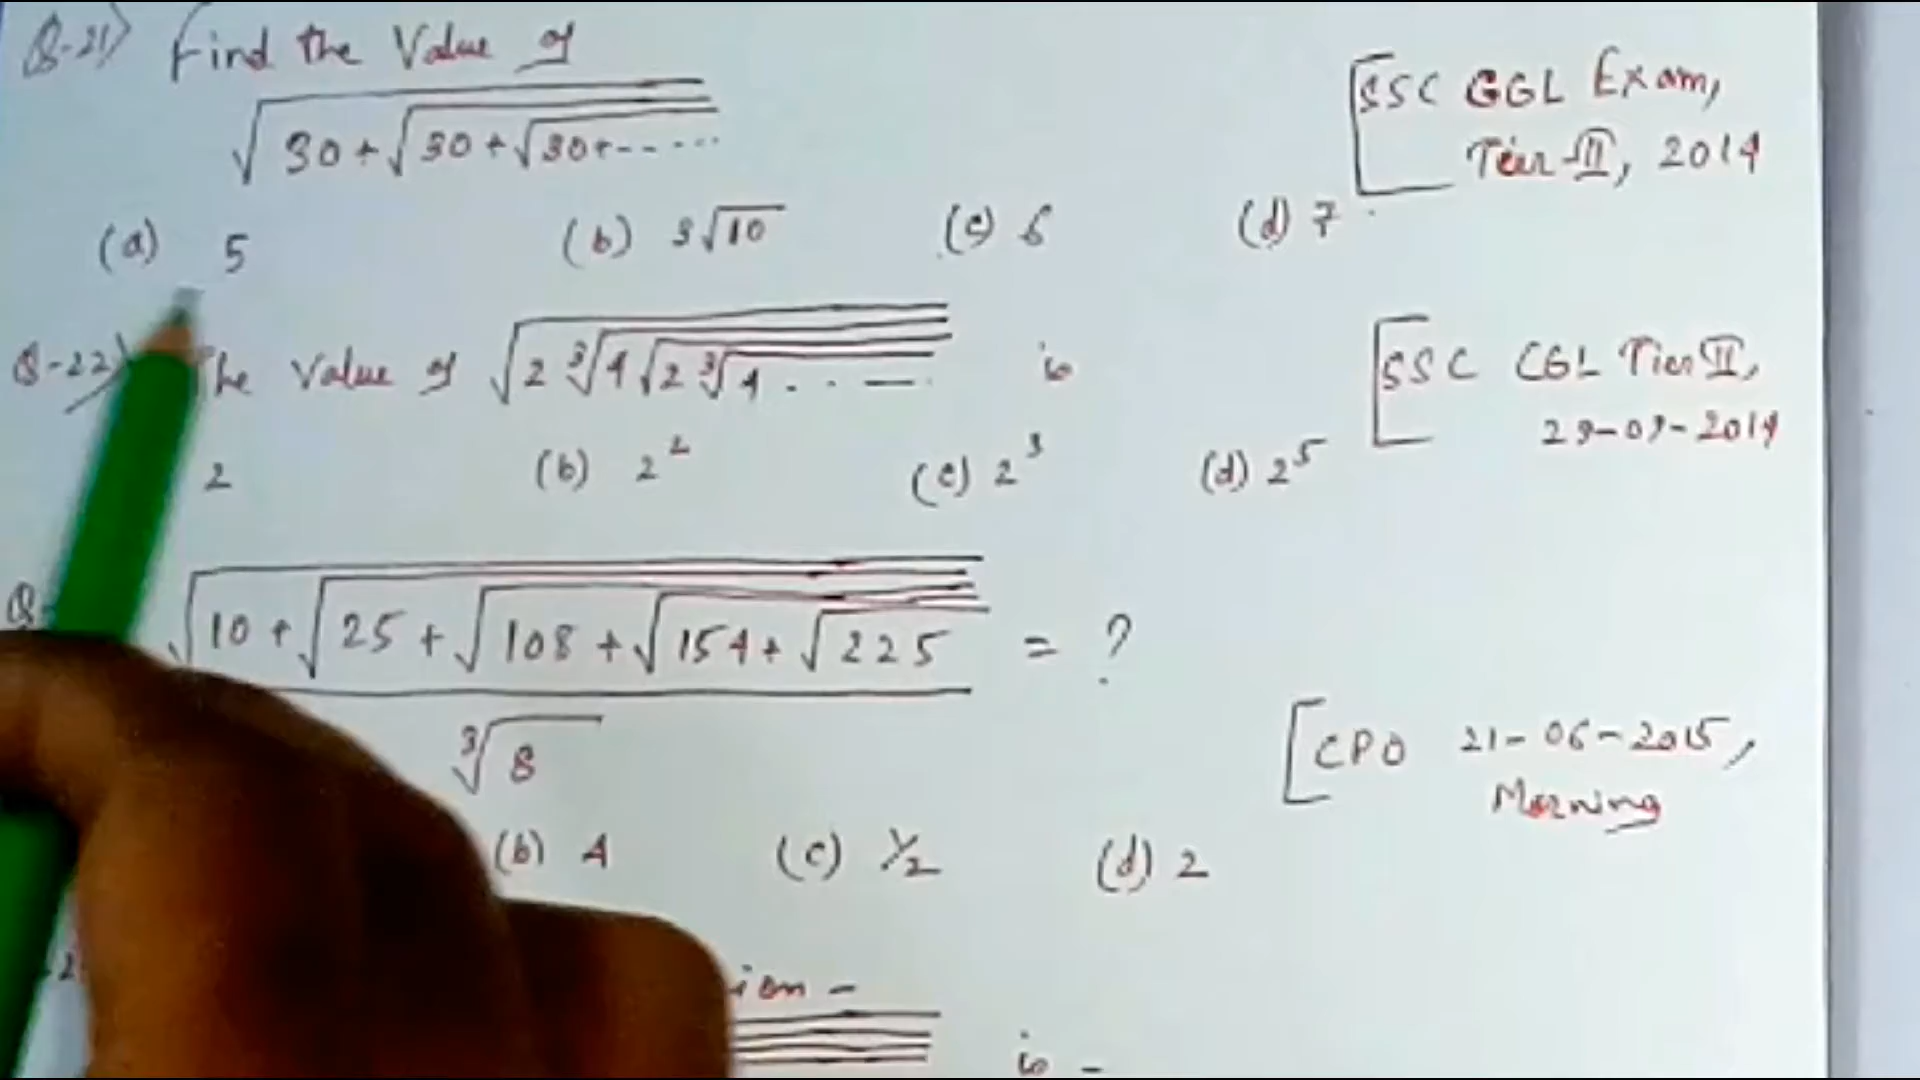 Q-21) Find the Value of
√30+√30+√30+-----
[SSC CGL Exam,
Tier-II, 2014
(a) 5 (b) 3√10 (c) 6 (d) 7
Q-22) The Value of √2 ∛4 √2 ∛4 . . — . is
[SSC CGL Tier II,
29-09-2014
2 (b) 2² (c) 2³ (d) 2⁵
Q-
√10+√25+√108+√154+√225 = ?
∛8
[CPO 21-06-2015,
Morning
(b) 4 (c) 1/2 (d) 2
is -